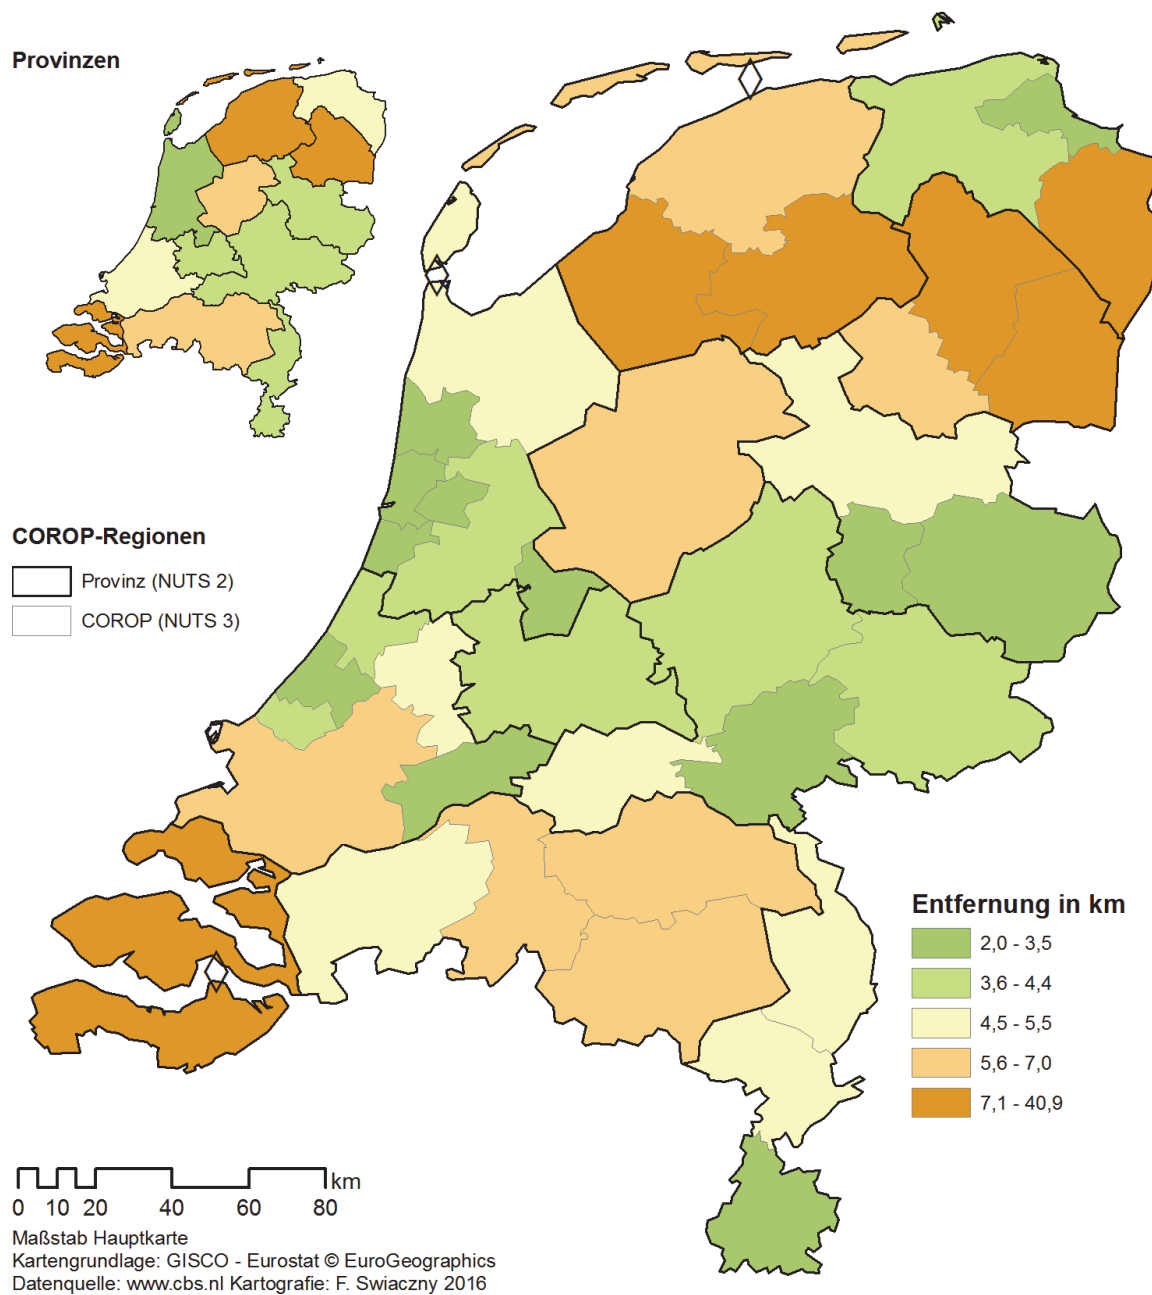 Provinzen
COROP-Regionen
Provinz (NUTS 2)
COROP (NUTS 3)
Entfernung in km
2,0 - 3,5
3,6 - 4,4
4,5 - 5,5
5,6 - 7,0
7,1 - 40,9
km
0 10 20 40 60 80
Maßstab Hauptkarte
Kartengrundlage: GISCO - Eurostat © EuroGeographics
Datenquelle: www.cbs.nl Kartografie: F. Swiaczny 2016